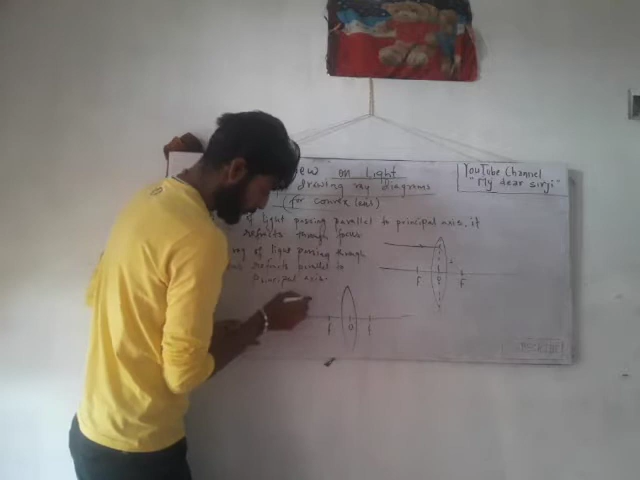 ew on Light
drawing ray diagrams
(for convex lens)
YouTube Channel
"My dear sirji"
of light passing parallel to principal axis, it
refracts through focus
ray of light passing through
refracts parallel to
Principal axis.
F O F
F O F